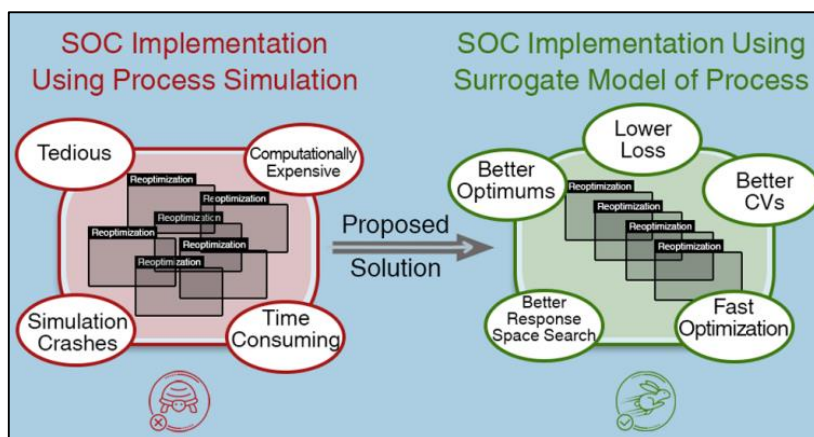 SOC Implementation
Using Process Simulation
Tedious
Computationally
Expensive
Reoptimization
Reoptimization
Reoptimization
Reoptimization
Reoptimization
Reoptimization
Simulation
Crashes
Time
Consuming
Proposed
Solution
SOC Implementation Using
Surrogate Model of Process
Lower
Loss
Better
Optimums
Better
CVs
Reoptimization
Reoptimization
Reoptimization
Reoptimization
Better
Response
Space Search
Fast
Optimization